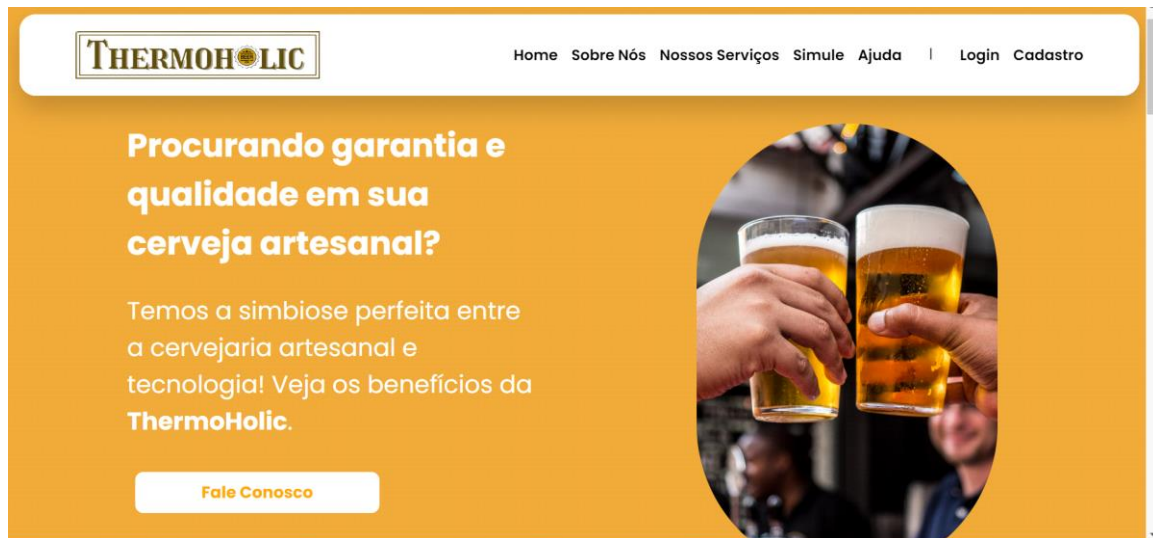 THERMOHOLIC
Home Sobre Nós Nossos Serviços Simule Ajuda | Login Cadastro
Procurando garantia e
qualidade em sua
cerveja artesanal?
Temos a simbiose perfeita entre
a cervejaria artesanal e
tecnologia! Veja os benefícios da
ThermoHolic.
Fale Conosco